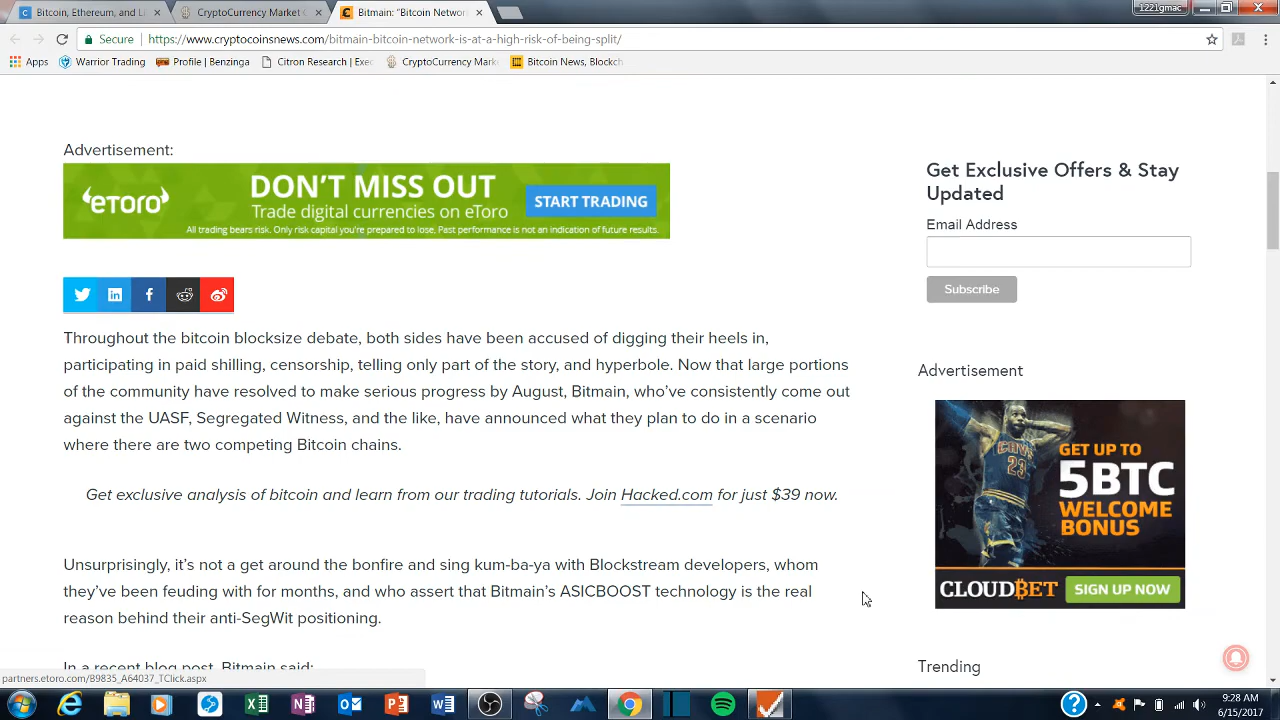 Bitcoin, Ethereum, and Li
CryptoCurrency Market C
Bitmain: "Bitcoin Networ
1221gmac
Secure
https://www.cryptocoinsnews.com/bitmain-bitcoin-network-is-at-a-high-risk-of-being-split/
Apps
Warrior Trading
Profile | Benzinga
Citron Research | Exec
CryptoCurrency Mark
Bitcoin News, Blockch
Advertisement:
eToro
DON'T MISS OUT
Trade digital currencies on eToro
START TRADING
All trading bears risk. Only risk capital you're prepared to lose. Past performance is not an indication of future results.
Throughout the bitcoin blocksize debate, both sides have been accused of digging their heels in,
participating in paid shilling, censorship, telling only part of the story, and hyperbole. Now that large portions
of the community have resolved to make serious progress by August, Bitmain, who've consistently come out
against the UASF, Segregated Witness, and the like, have announced what they plan to do in a scenario
where there are two competing Bitcoin chains.
Get exclusive analysis of bitcoin and learn from our trading tutorials. Join Hacked.com for just $39 now.
Unsurprisingly, it's not a get around the bonfire and sing kum-ba-ya with Blockstream developers, whom
they've been feuding with for months, and who assert that Bitmain's ASICBOOST technology is the real
reason behind their anti-SegWit positioning.
In a recent blog post, Bitmain said:
Get Exclusive Offers & Stay
Updated
Email Address
Subscribe
Advertisement
CAVS
23
GET UP TO
5BTC
WELCOME
BONUS
CLOUDBET
SIGN UP NOW
Trending
partners.etoro.com/B9835_A64037_TClick.aspx
9:28 AM
6/15/2017